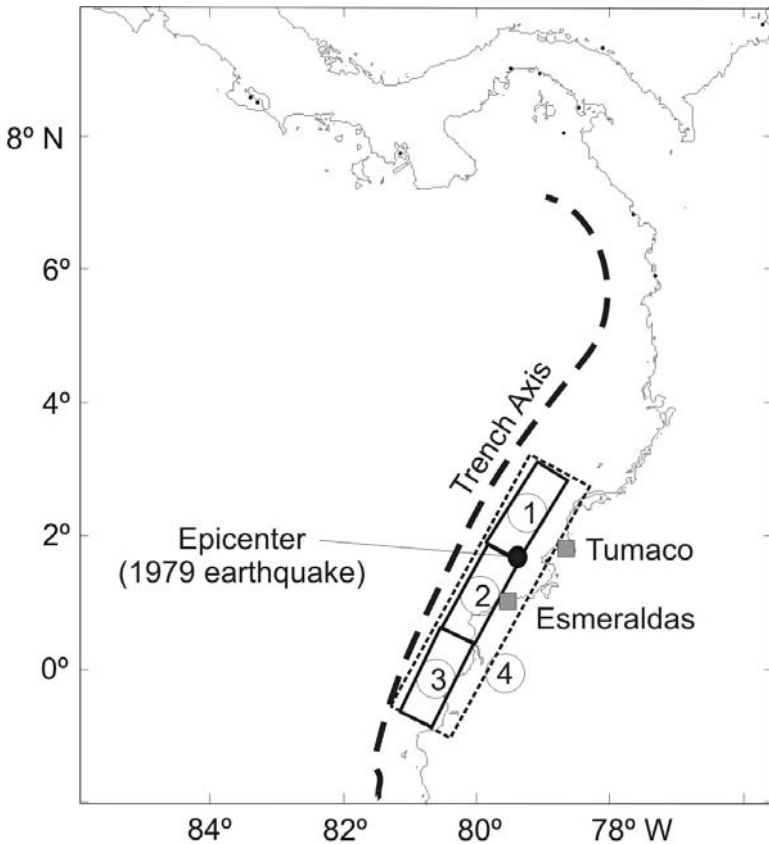 8º N
6º
4º
2º
0º
Trench Axis
Epicenter
(1979 earthquake)
1
2
3
4
Tumaco
Esmeraldas
84º
82º
80º
78º W